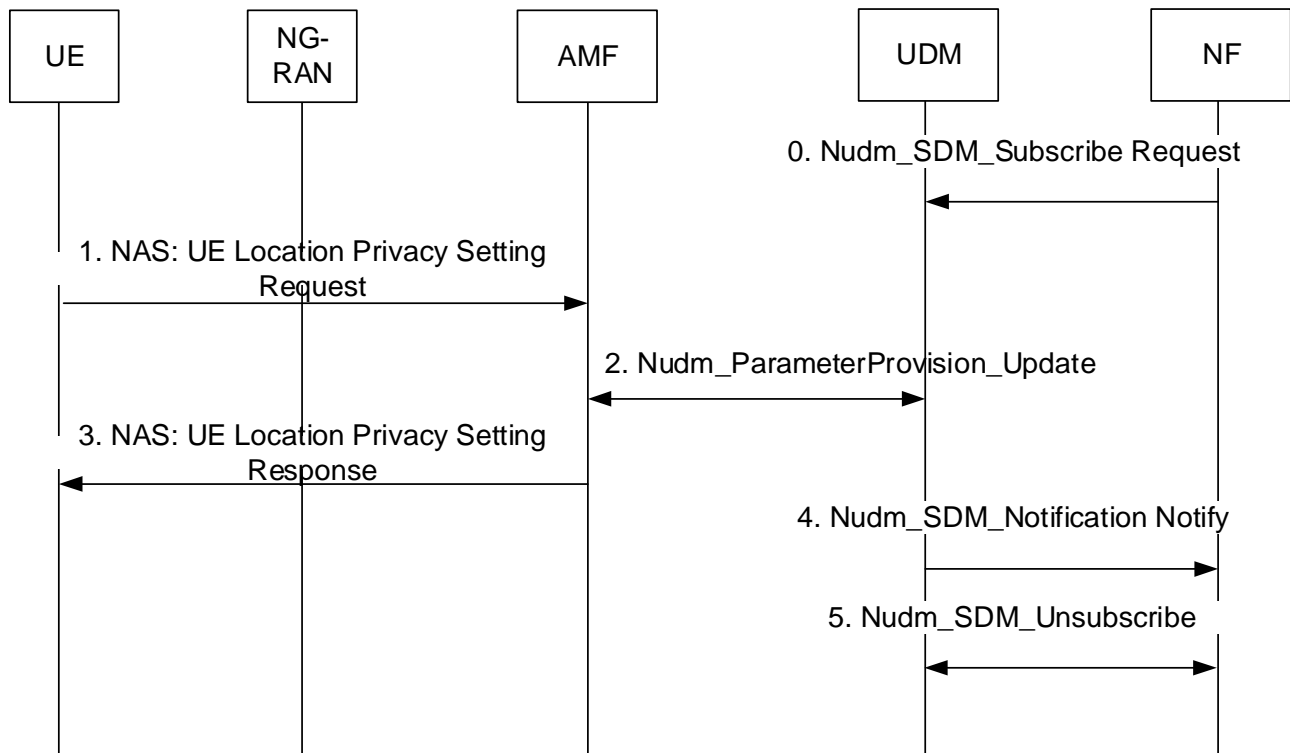 UE
NG-
RAN
AMF
UDM
NF
0. Nudm_SDM_Subscribe Request
1. NAS: UE Location Privacy Setting
Request
2. Nudm_ParameterProvision_Update
3. NAS: UE Location Privacy Setting
Response
4. Nudm_SDM_Notification Notify
5. Nudm_SDM_Unsubscribe